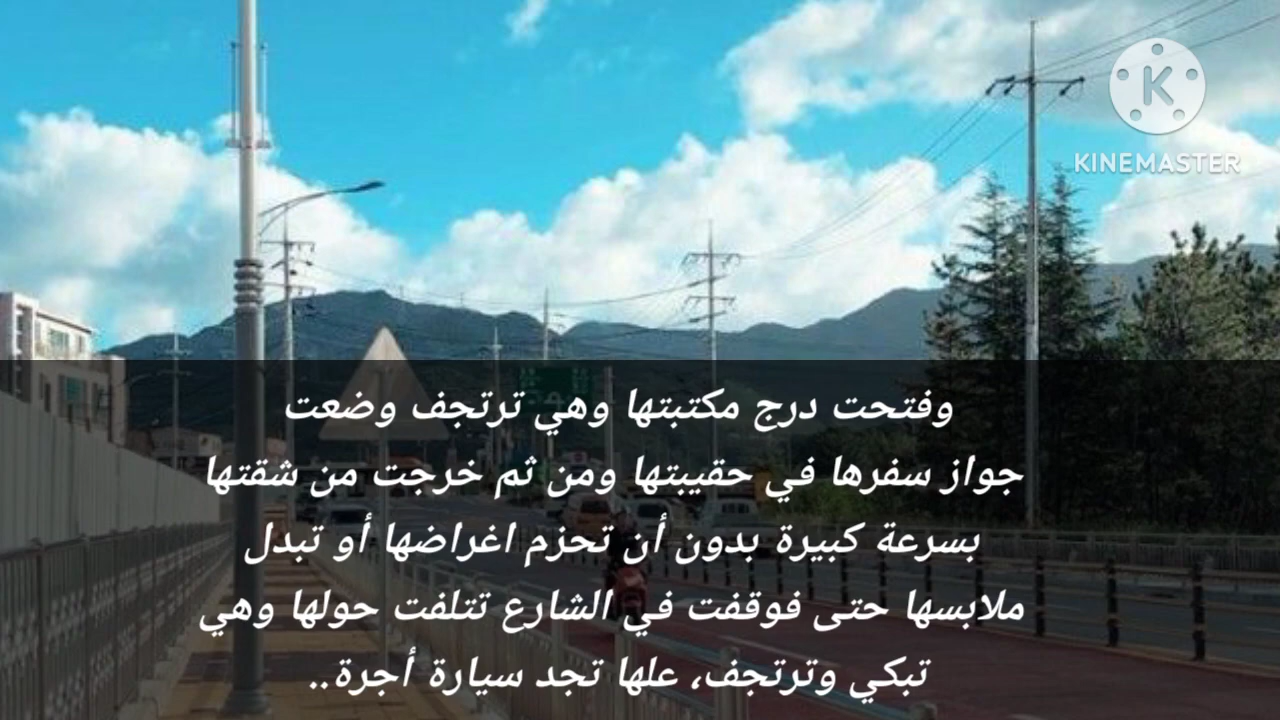 KINEMASTER
وفتحت درج مكتبتها وهي ترتجف وضعت
جواز سفرها في حقيبتها ومن ثم خرجت من شقتها
بسرعة كبيرة بدون أن تحزم اغراضها أو تبدل
ملابسها حتى فوقفت في الشارع تتلفت حولها وهي
تبكي وترتجف، علها تجد سيارة أجرة..